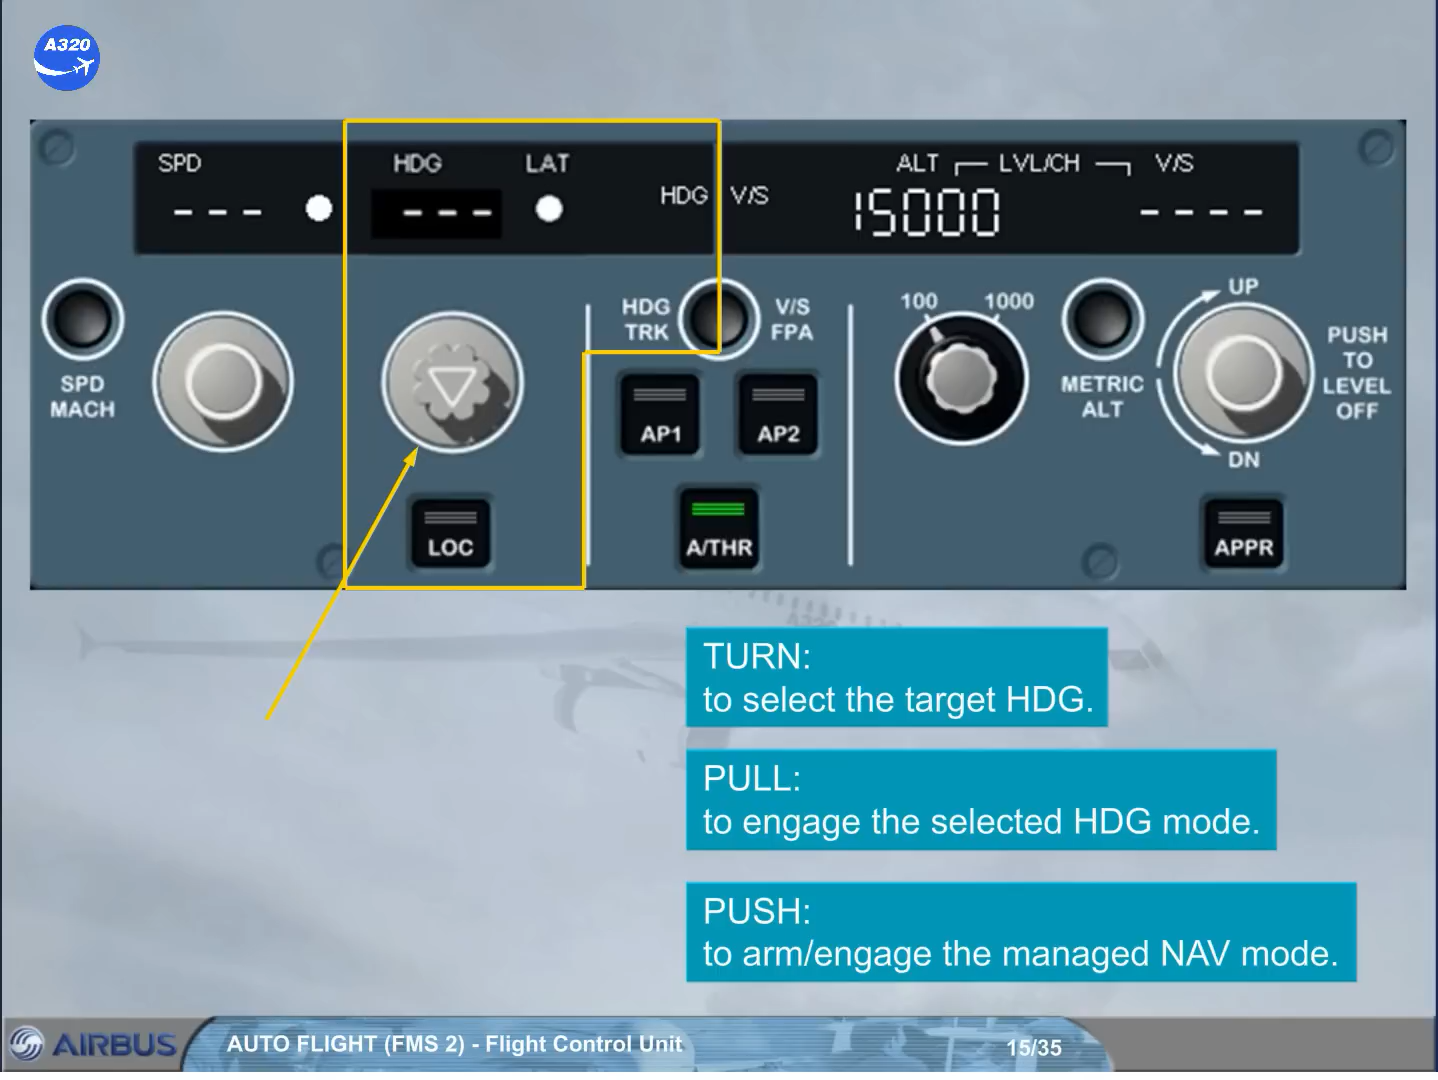 A320
SPD
HDG
LAT
ALT
LVL/CH
V/S
HDG
V/S
---
---
15000
----
HDG
TRK
V/S
FPA
100
1000
UP
SPD
MACH
METRIC
ALT
PUSH
TO
LEVEL
OFF
AP1
AP2
DN
LOC
A/THR
APPR
A320
TURN:
to select the target HDG.
PULL:
to engage the selected HDG mode.
PUSH:
to arm/engage the managed NAV mode.
AIRBUS
AUTO FLIGHT (FMS 2) - Flight Control Unit
15/35